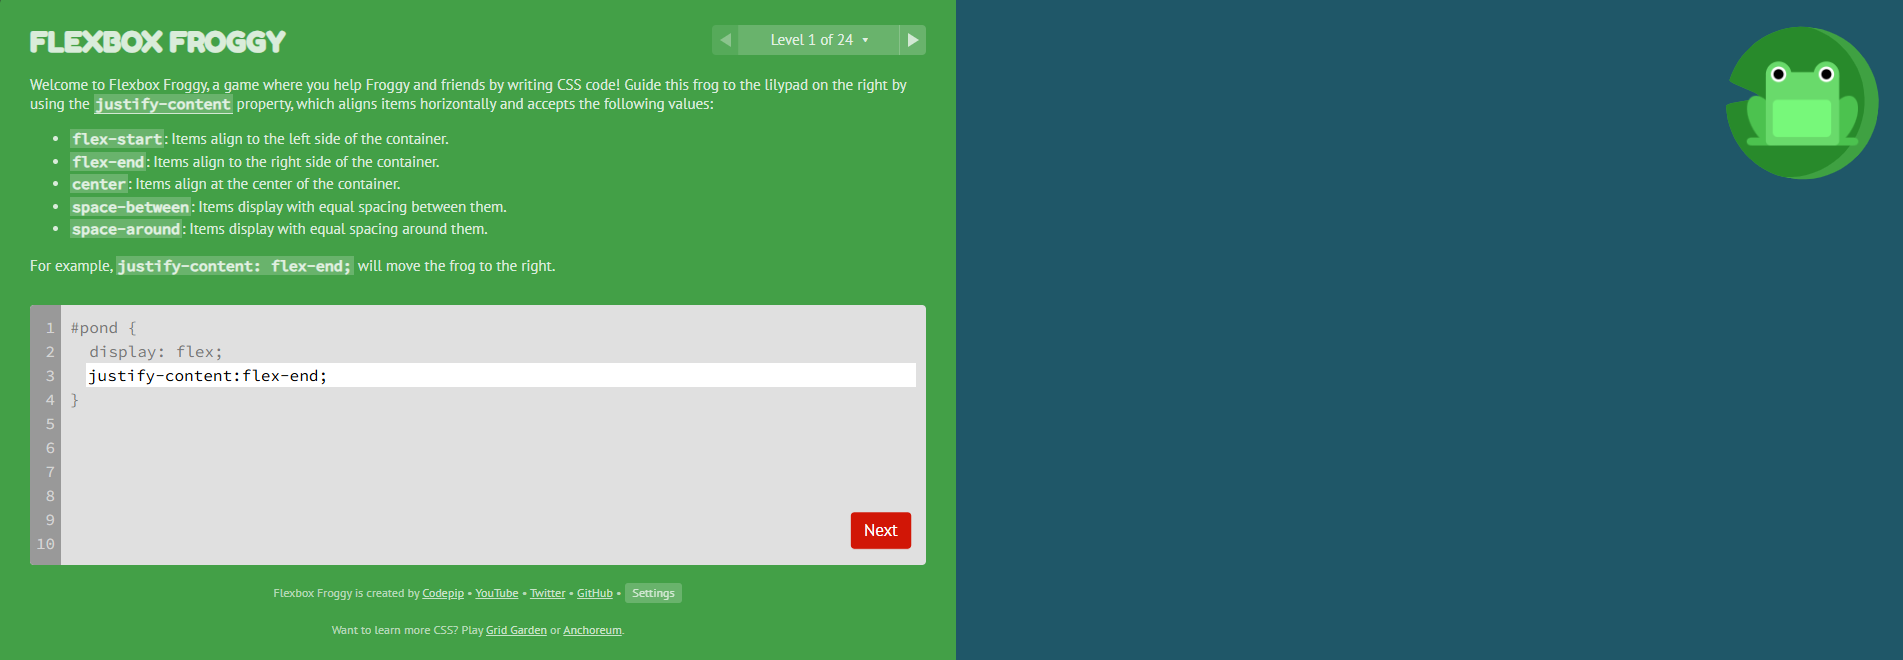 FLEXBOX FROGGY
Level 1 of 24
Welcome to Flexbox Froggy, a game where you help Froggy and friends by writing CSS code! Guide this frog to the lilypad on the right by
using the justify-content property, which aligns items horizontally and accepts the following values:
• flex-start: Items align to the left side of the container.
• flex-end: Items align to the right side of the container.
• center: Items align at the center of the container.
• space-between: Items display with equal spacing between them.
• space-around: Items display with equal spacing around them.
For example, justify-content: flex-end; will move the frog to the right.
1 #pond {
2 display: flex;
3 justify-content:flex-end;
4 }
5
6
7
8
9
10
Next
Flexbox Froggy is created by Codepip • YouTube • Twitter • GitHub • Settings
Want to learn more CSS? Play Grid Garden or Anchoreum.